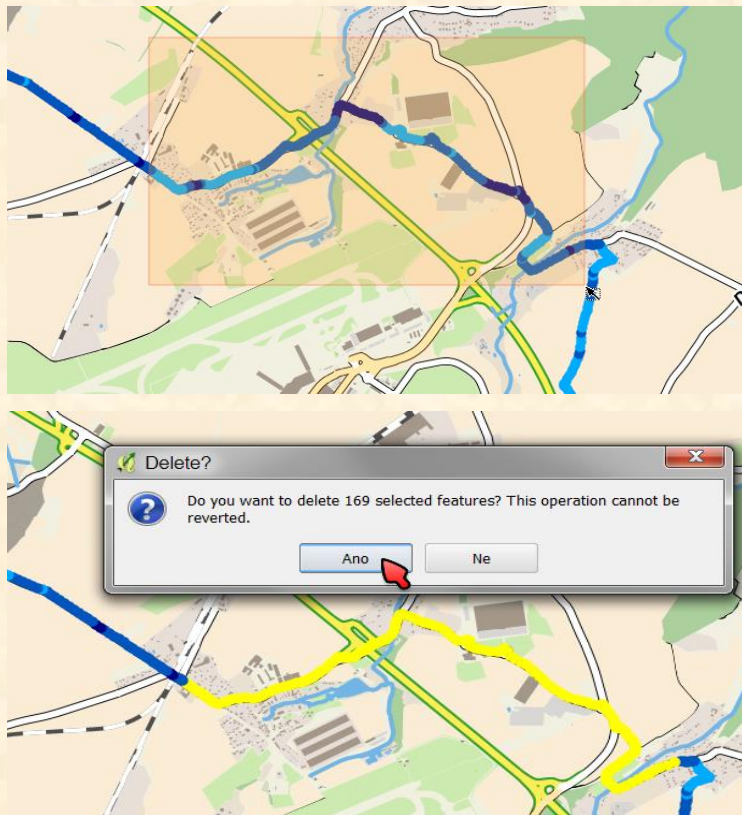 Delete?
Do you want to delete 169 selected features? This operation cannot be
reverted.
Ano
Ne